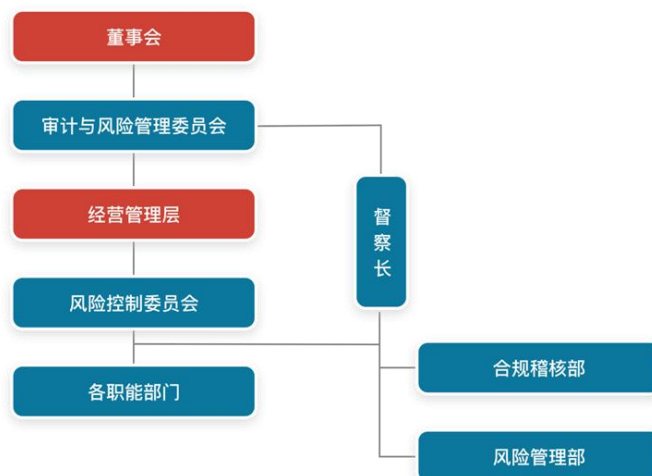 董事会
审计与风险管理委员会
经营管理层
督察长
风险控制委员会
各职能部门
合规稽核部
风险管理部